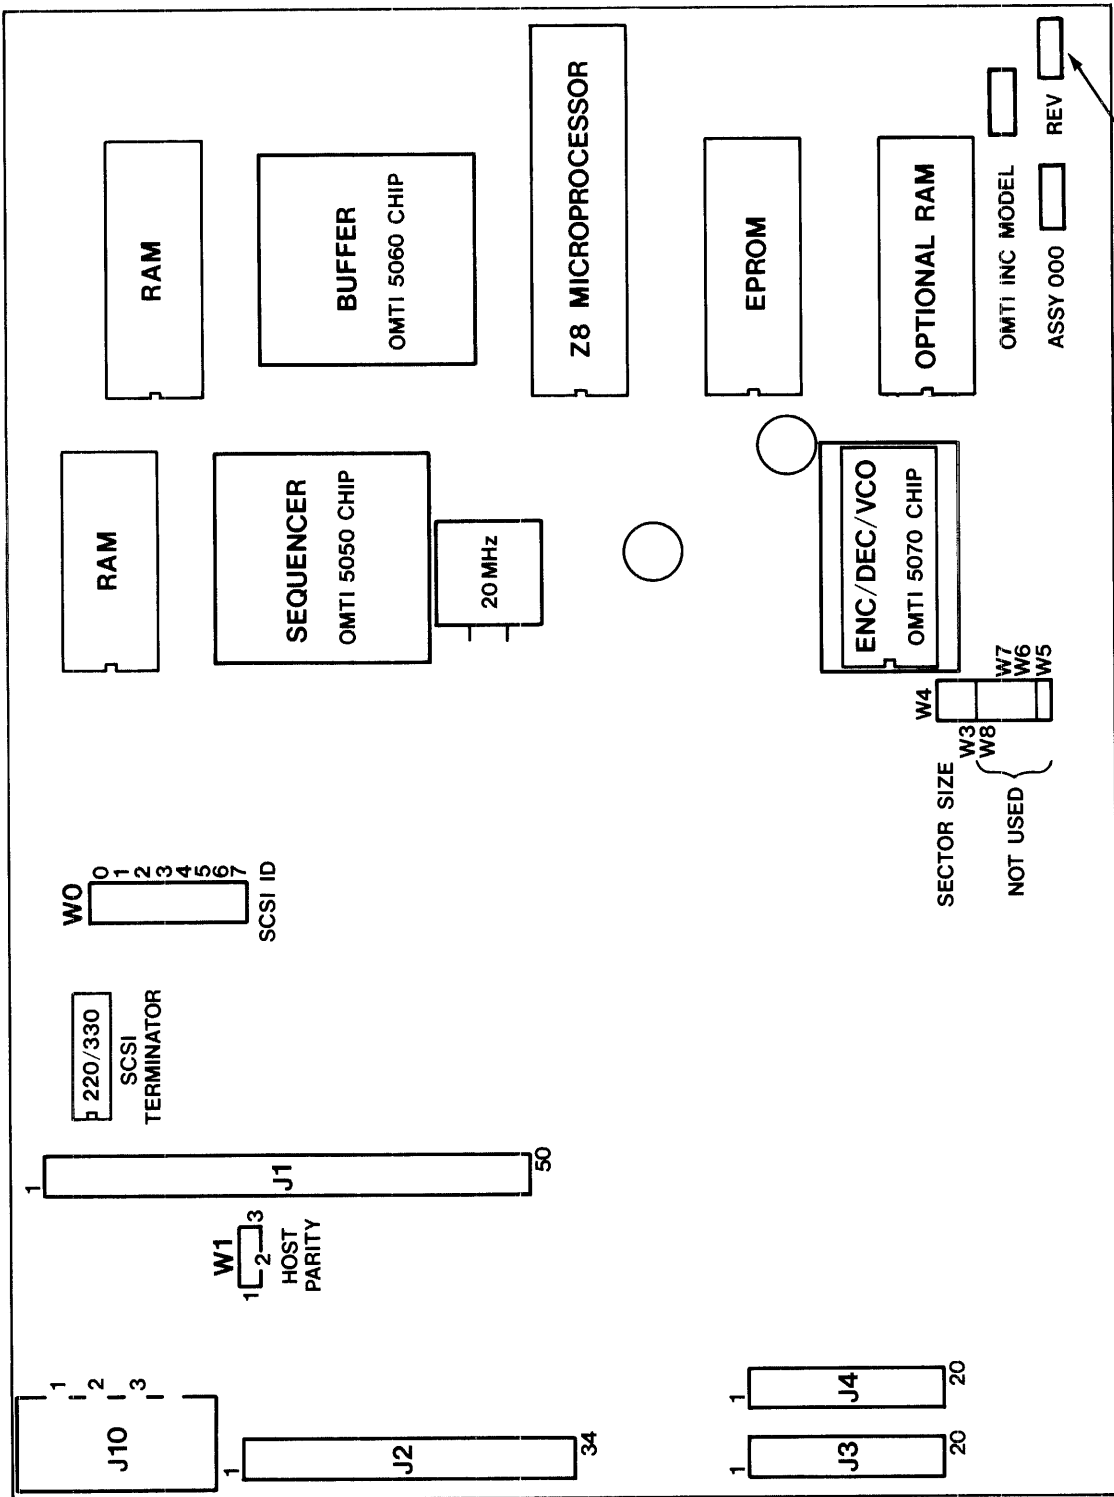 RAM
BUFFER
OMTI 5060 CHIP
Z8 MICROPROCESSOR
EPROM
OPTIONAL RAM
OMTI INC MODEL
ASSY 000
REV
RAM
SEQUENCER
OMTI 5050 CHIP
20 MHz
ENC/DEC/VCO
OMTI 5070 CHIP
W4
W3
W8
W7
W6
W5
SECTOR SIZE
NOT USED
W0
0
1
2
3
4
5
6
7
SCSI ID
220/330
SCSI
TERMINATOR
1
J1
50
W1
1
2
3
HOST
PARITY
J10
1
2
3
1
J2
34
1
J4
20
1
J3
20